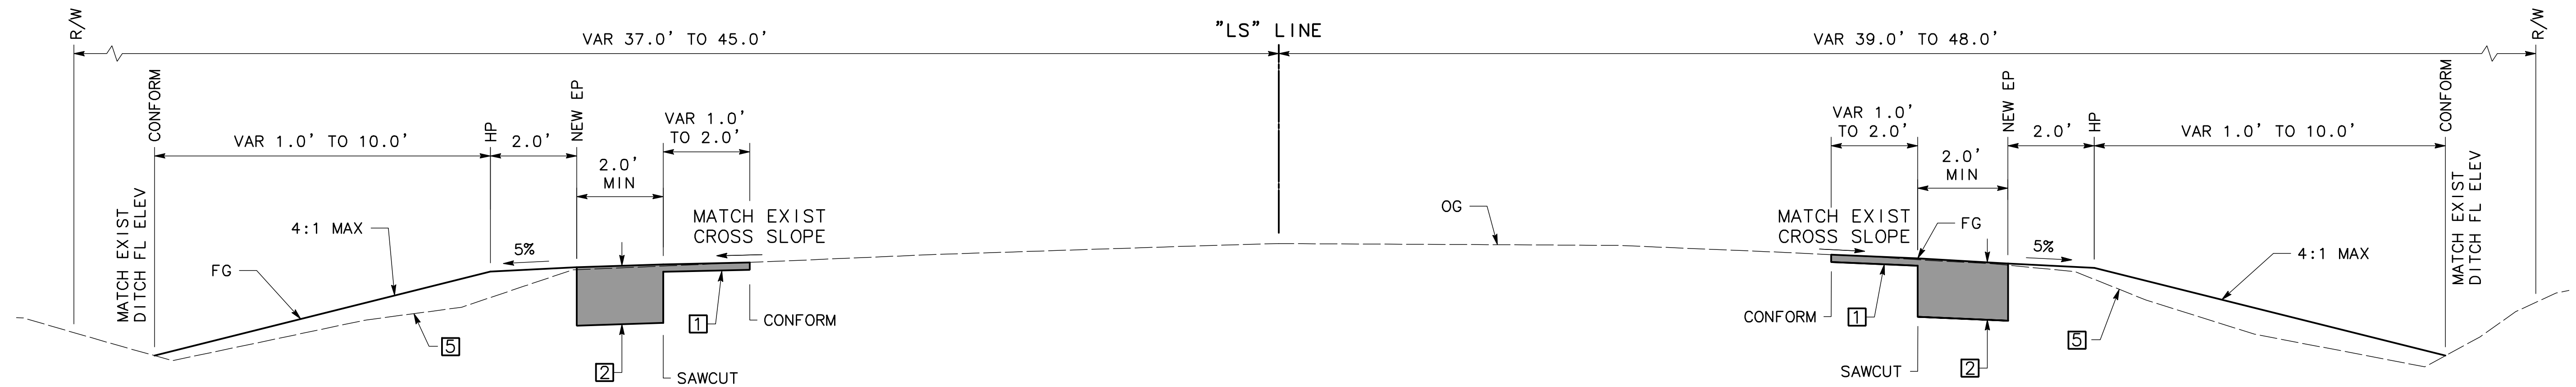 R/W
VAR 37.0' TO 45.0'
"LS" LINE
VAR 39.0' TO 48.0'
R/W
CONFORM
VAR 1.0' TO 10.0'
HP
2.0'
NEW EP
VAR 1.0'
TO 2.0'
2.0'
MIN
VAR 1.0'
TO 2.0'
2.0'
MIN
NEW EP
2.0'
HP
VAR 1.0' TO 10.0'
CONFORM
MATCH EXIST
DITCH FL ELEV
4:1 MAX
FG
5%
MATCH EXIST
CROSS SLOPE
OG
MATCH EXIST
CROSS SLOPE
FG
5%
4:1 MAX
MATCH EXIST
DITCH FL ELEV
5
2
1
CONFORM
SAWCUT
CONFORM
1
SAWCUT
2
5